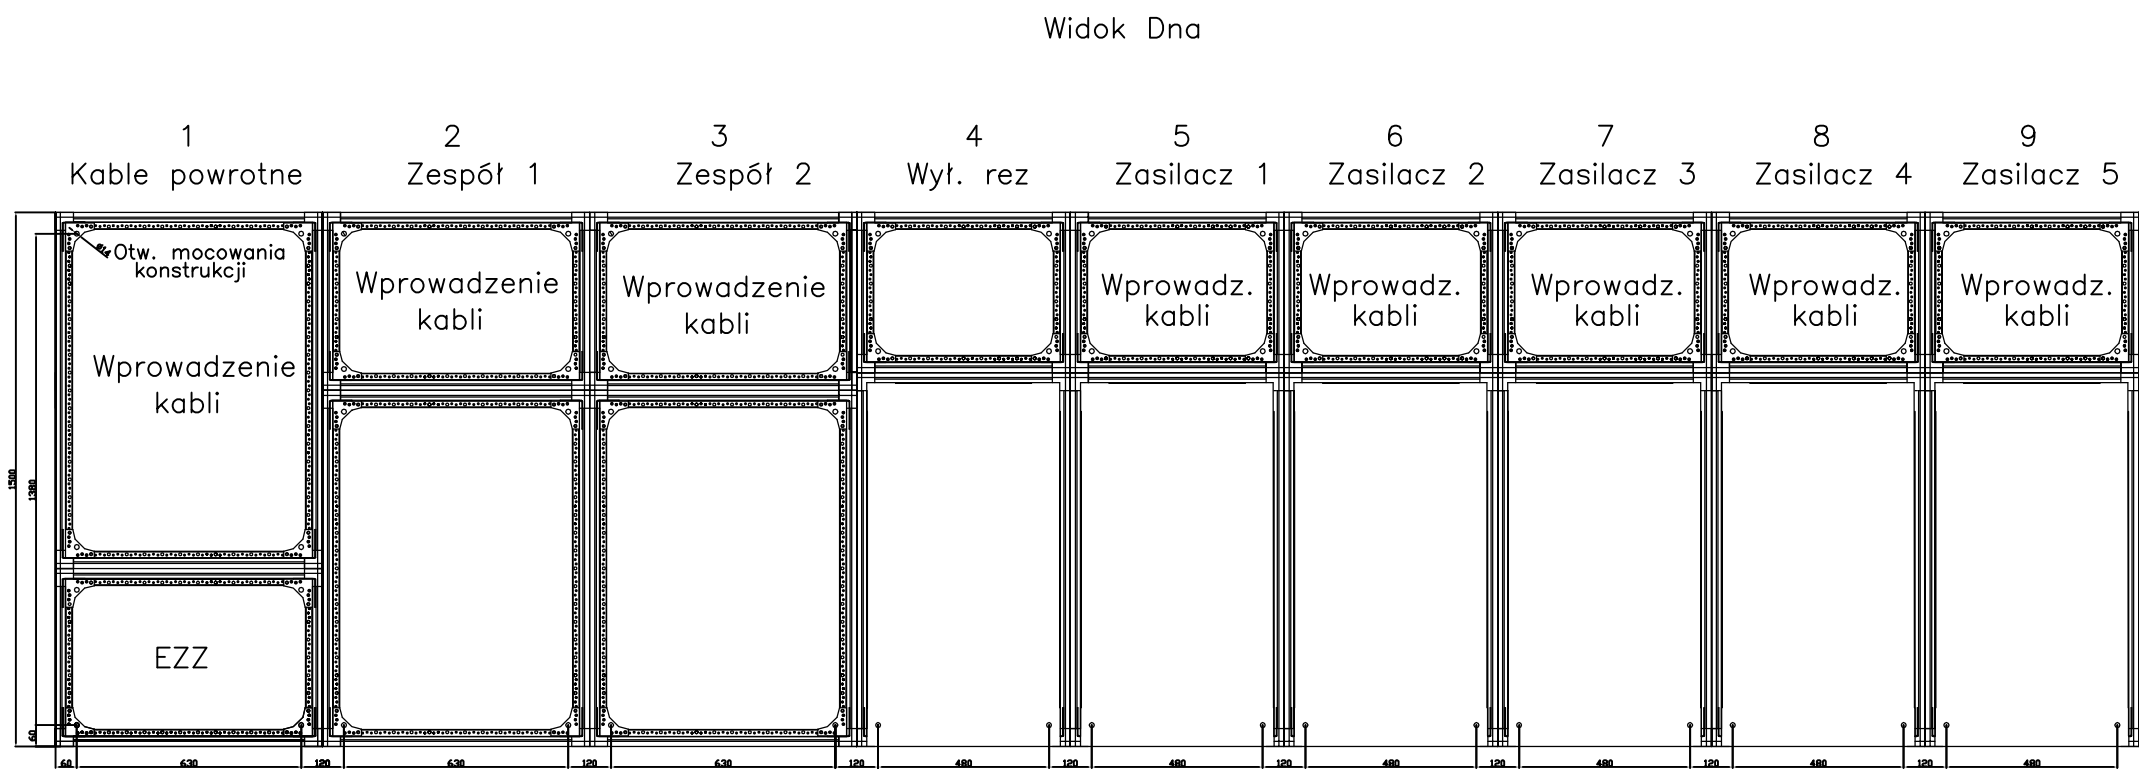 Widok Dna
1 2 3 4 5 6 7 8 9
Kable powrotne Zespół 1 Zespół 2 Wył. rez Zasilacz 1 Zasilacz 2 Zasilacz 3 Zasilacz 4 Zasilacz 5
ø14 Otw. mocowania
konstrukcji
Wprowadzenie
kabli
EZZ
Wprowadzenie
kabli
Wprowadzenie
kabli
Wprowadz.
kabli
Wprowadz.
kabli
Wprowadz.
kabli
Wprowadz.
kabli
Wprowadz.
kabli
1500
1380
60
60 630 120 630 120 630 120 480 120 480 120 480 120 480 120 480 120 480